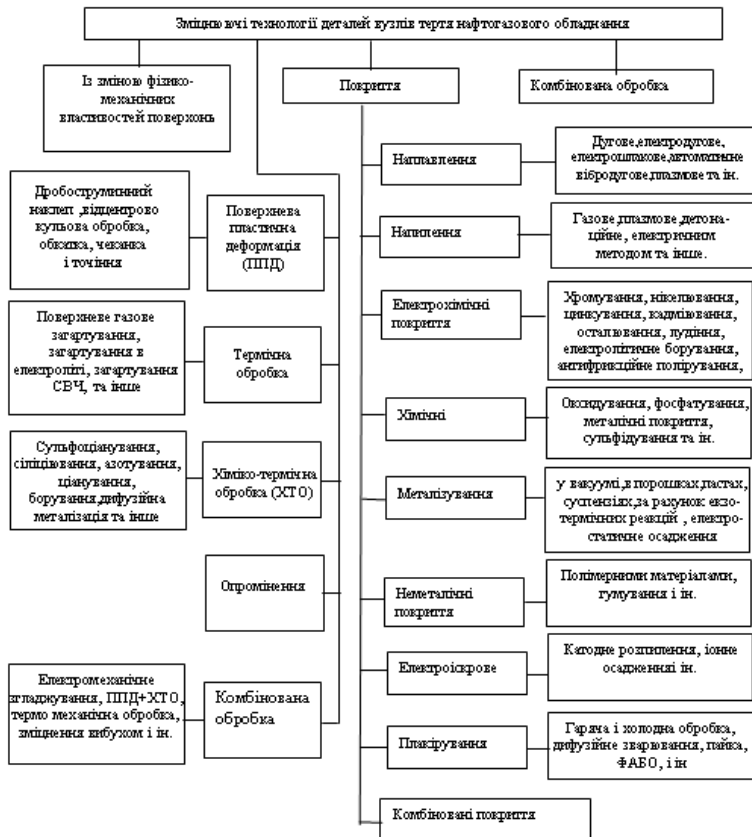 Зміцнюючі технології деталей вузлів тертя нафтогазового обладнання
Із зміною фізико-
механічних
властивостей поверхонь
Покриття
Комбінована обробка
Дробоструминний
наклеп ,відцентрово
кульова обробка,
обкатка, чеканка
і точіння
Поверхнева
пластична
деформація
(ППД)
Поверхневе газове
загартування,
загартування в
електроліті, загартування
СВЧ, та інше
Термічна
обробка
Сульфоціанування,
сіліціювання, азотування,
ціанування,
борування,дифузійна
металізація та інше
Хіміко-термічна
обробка (ХТО)
Опромінення
Електромеханічне
згладжування, ППД+ХТО,
термо механічна обробка,
зміцнення вибухом і ін.
Комбінована
обробка
Наплавлення
Дугове,електродугове,
електрошлакове,автоматичне
вібродугове,плазмове та ін.
Напилення
Газове,плазмове,детона-
ційне, електричним
методом та інше.
Електрохімічні
покриття
Хромування, нікелювання,
цинкування, кадміювання,
осталювання, лудіння,
електролітичне борування,
антифрикційне полірування,
Хімічні
Оксидування, фосфатування,
металічні покриття,
сульфідування та ін.
Металізування
у вакуумі,в порошках,пастах,
суспензіях,за рахунок екзо-
термічних реакцій , електро-
статичне осадження
Неметалічні
покриття
Полімерними матеріалами,
гумування і ін.
Електроіскрове
Катодне розпилення, іонне
осадженняі ін.
Плакірування
Гаряча і холодна обробка,
дифузійне зварювання, пайка,
ФАБО, і ін
Комбіновані покриття